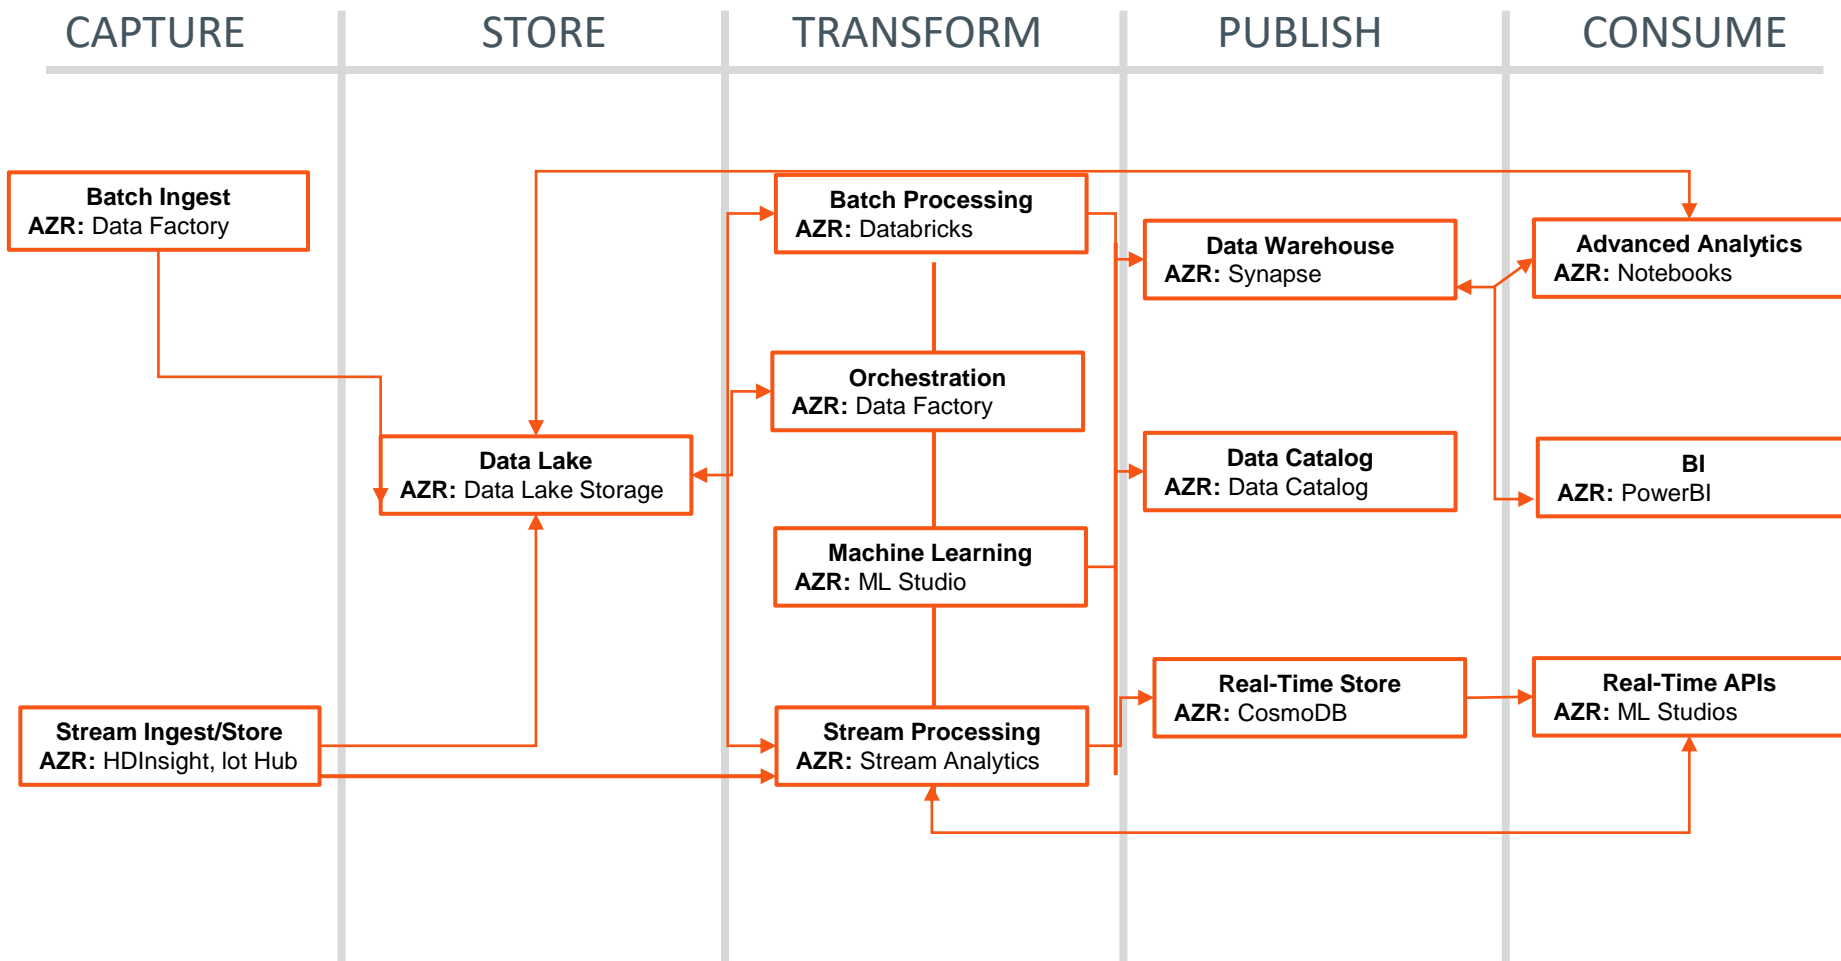 CAPTURE
STORE
TRANSFORM
PUBLISH
CONSUME
Batch Ingest
AZR: Data Factory
Stream Ingest/Store
AZR: HDInsight, Iot Hub
Data Lake
AZR: Data Lake Storage
Batch Processing
AZR: Databricks
Orchestration
AZR: Data Factory
Machine Learning
AZR: ML Studio
Stream Processing
AZR: Stream Analytics
Data Warehouse
AZR: Synapse
Data Catalog
AZR: Data Catalog
Real-Time Store
AZR: CosmoDB
Advanced Analytics
AZR: Notebooks
BI
AZR: PowerBI
Real-Time APIs
AZR: ML Studios